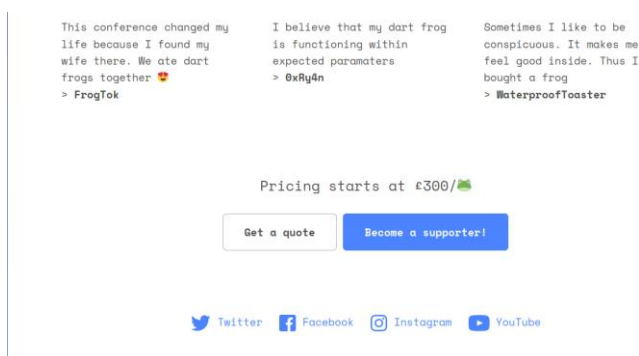 This conference changed my
life because I found my
wife there. We ate dart
frogs together 😍
> FrogTok
I believe that my dart frog
is functioning within
expected paramaters
> 0xRy4n
Sometimes I like to be
conspicuous. It makes me
feel good inside. Thus I
bought a frog
> WaterproofToaster
Pricing starts at £300/🐸
Get a quote
Become a supporter!
Twitter
Facebook
Instagram
YouTube